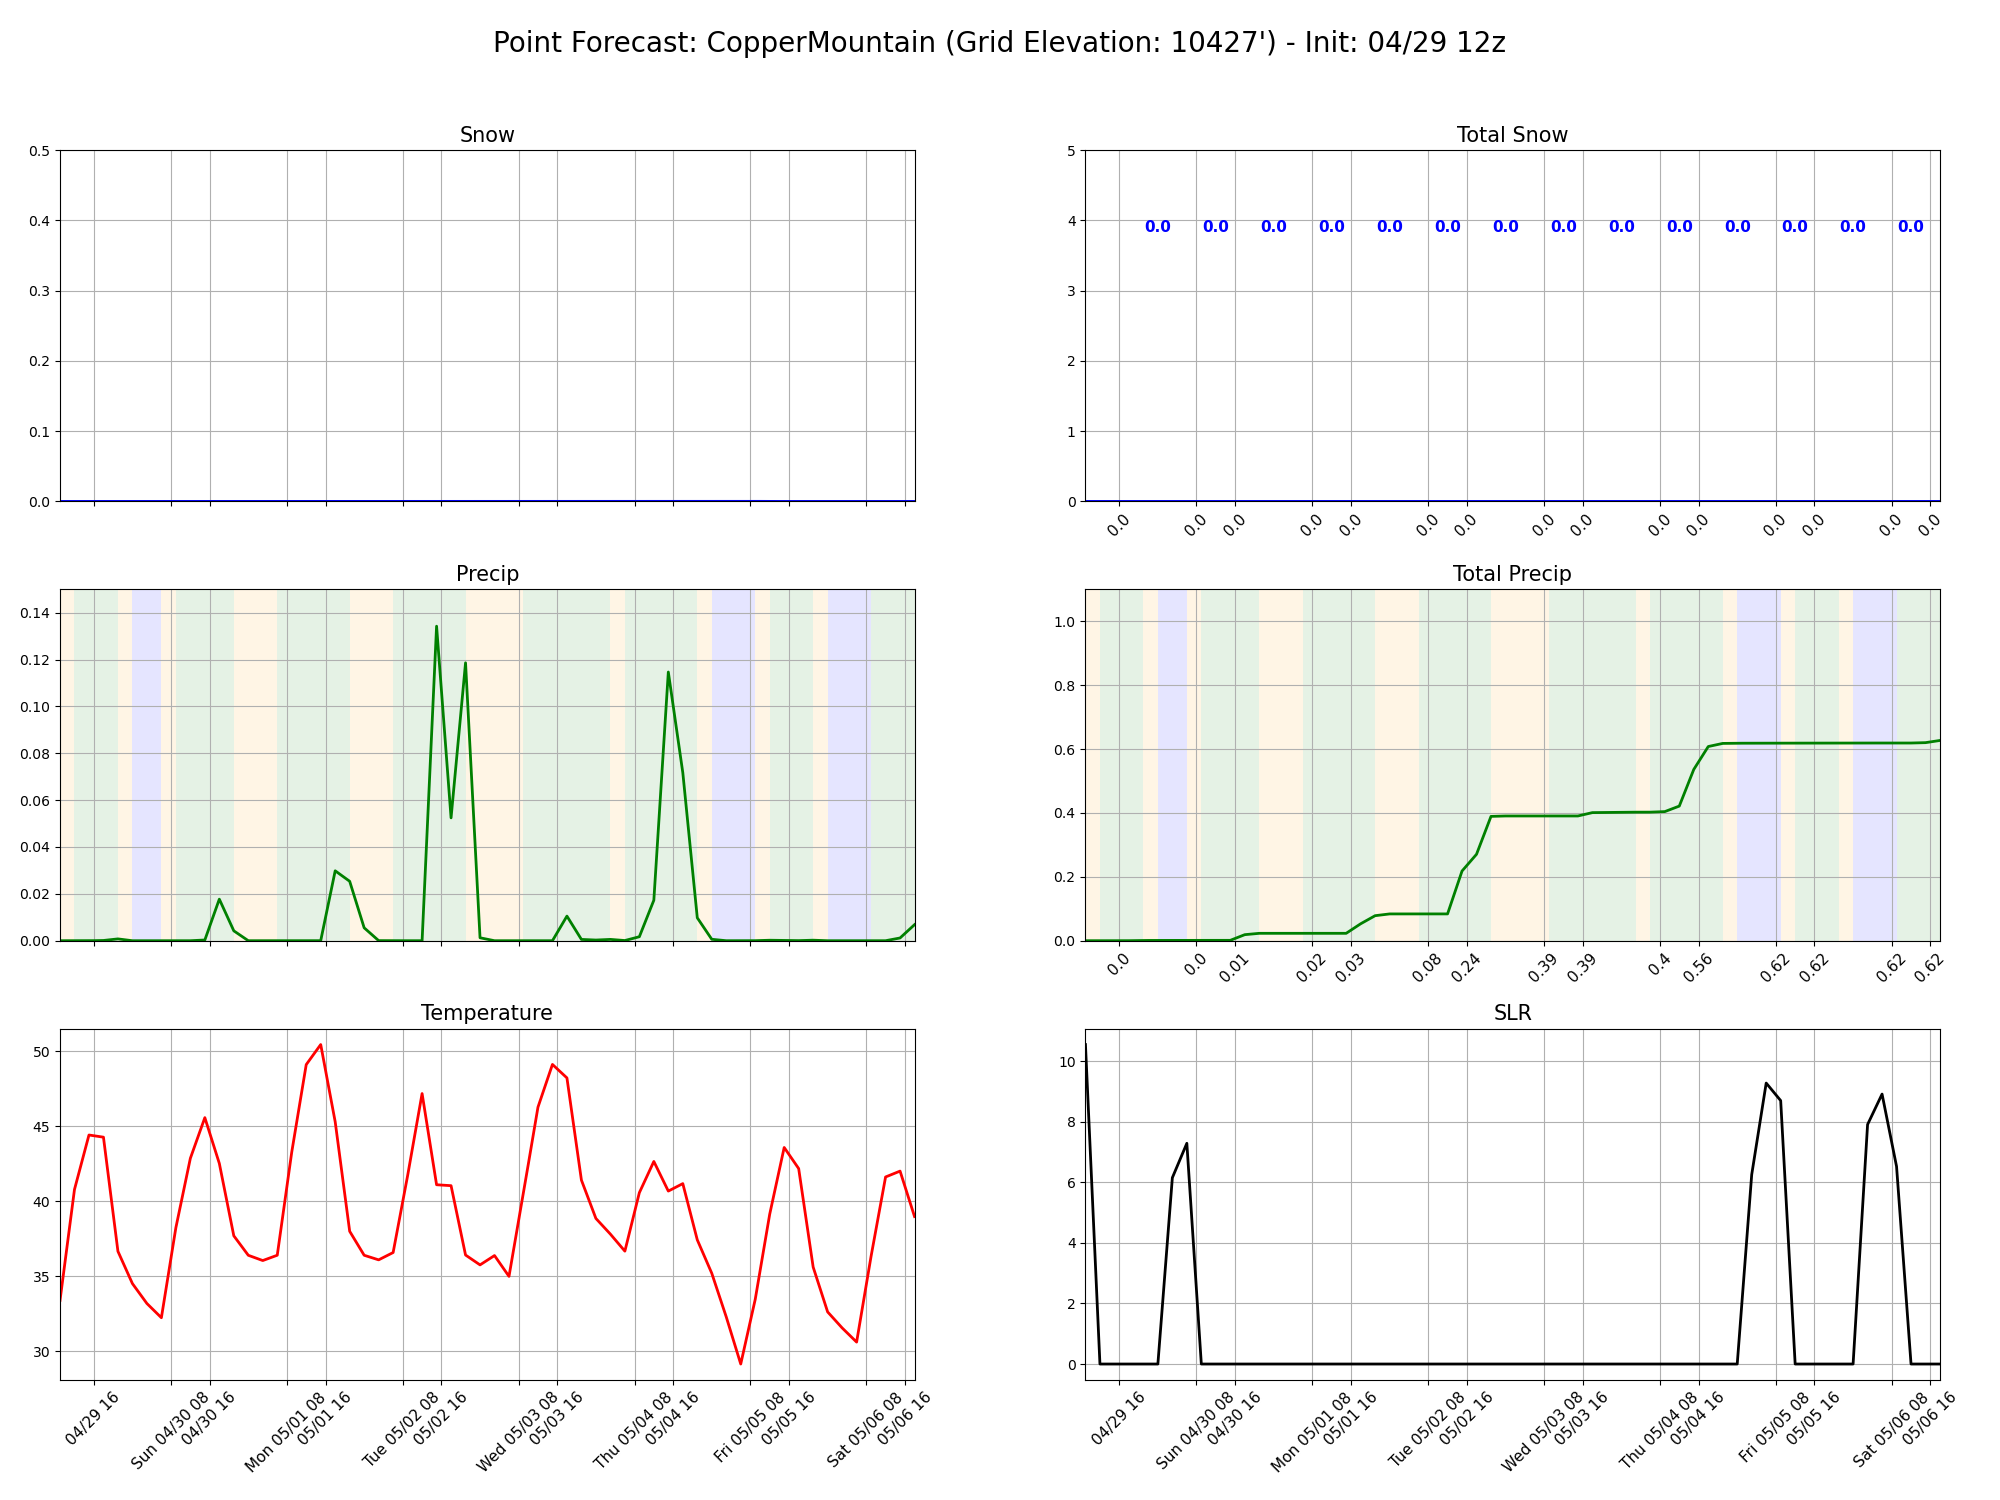 Point Forecast: CopperMountain (Grid Elevation: 10427') - Init: 04/29 12z
Snow
0.5
0.4
0.3
0.2
0.1
0.0
Total Snow
5
4
3
2
1
0
0.0 0.0 0.0 0.0 0.0 0.0 0.0 0.0 0.0 0.0 0.0 0.0 0.0 0.0
0.0 0.0 0.0 0.0 0.0 0.0 0.0 0.0 0.0 0.0 0.0 0.0 0.0 0.0 0.0
Precip
0.14
0.12
0.10
0.08
0.06
0.04
0.02
0.00
Total Precip
1.0
0.8
0.6
0.4
0.2
0.0
0.0 0.0 0.01 0.02 0.03 0.08 0.24 0.39 0.39 0.4 0.56 0.62 0.62 0.62 0.62
Temperature
50
45
40
35
30
04/29 16
Sun 04/30 08
04/30 16
Mon 05/01 08
05/01 16
Tue 05/02 08
05/02 16
Wed 05/03 08
05/03 16
Thu 05/04 08
05/04 16
Fri 05/05 08
05/05 16
Sat 05/06 08
05/06 16
SLR
10
8
6
4
2
0
04/29 16
Sun 04/30 08
04/30 16
Mon 05/01 08
05/01 16
Tue 05/02 08
05/02 16
Wed 05/03 08
05/03 16
Thu 05/04 08
05/04 16
Fri 05/05 08
05/05 16
Sat 05/06 08
05/06 16